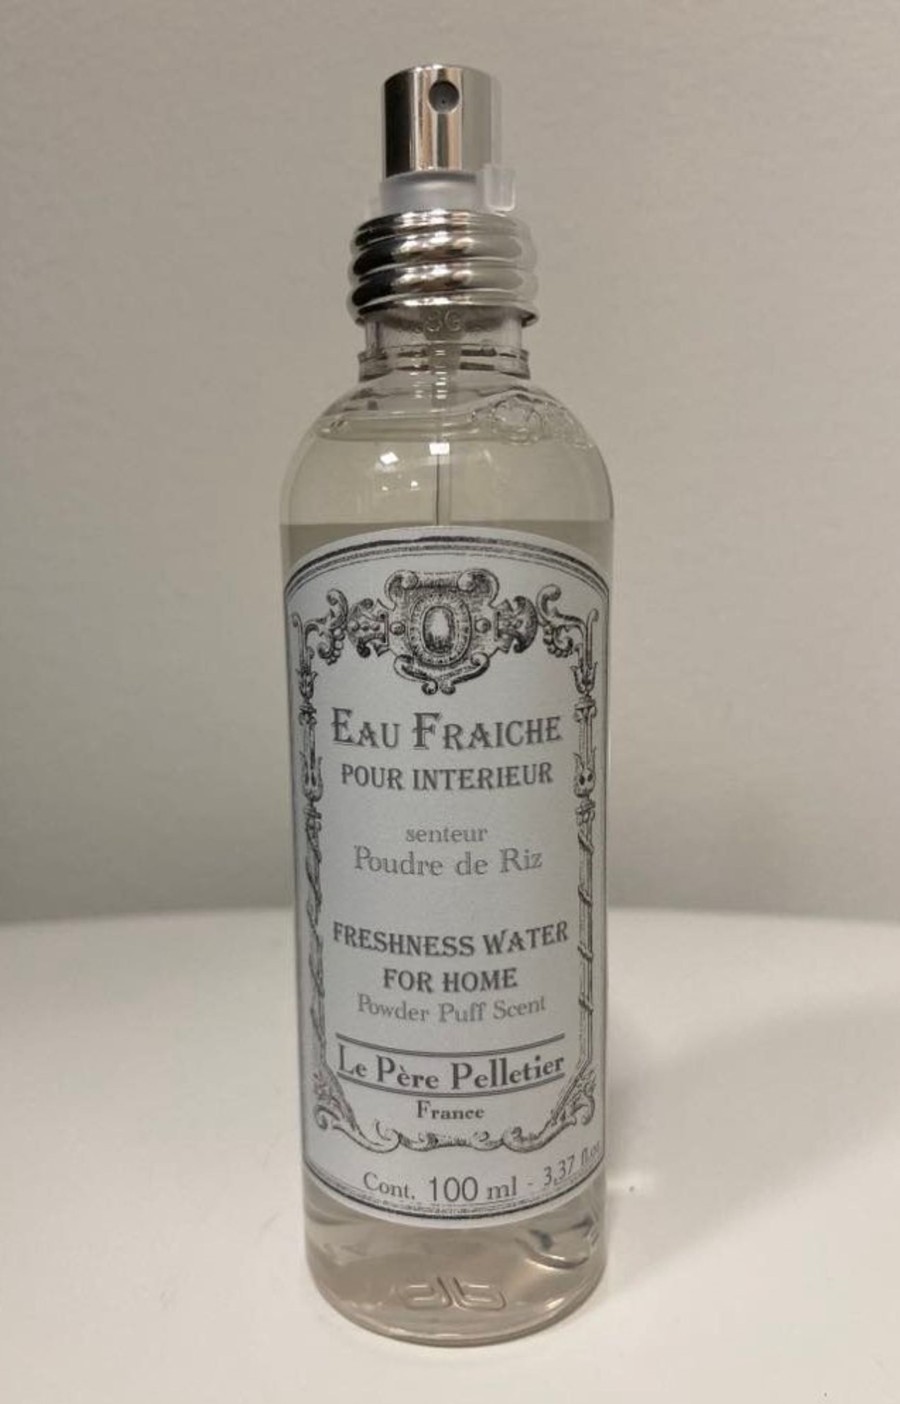 EAU FRAICHE
POUR INTERIEUR
senteur
Poudre de Riz
FRESHNESS WATER
FOR HOME
Powder Puff Scent
Le Père Pelletier
France
Cont. 100 ml - 3,37 fl.oz